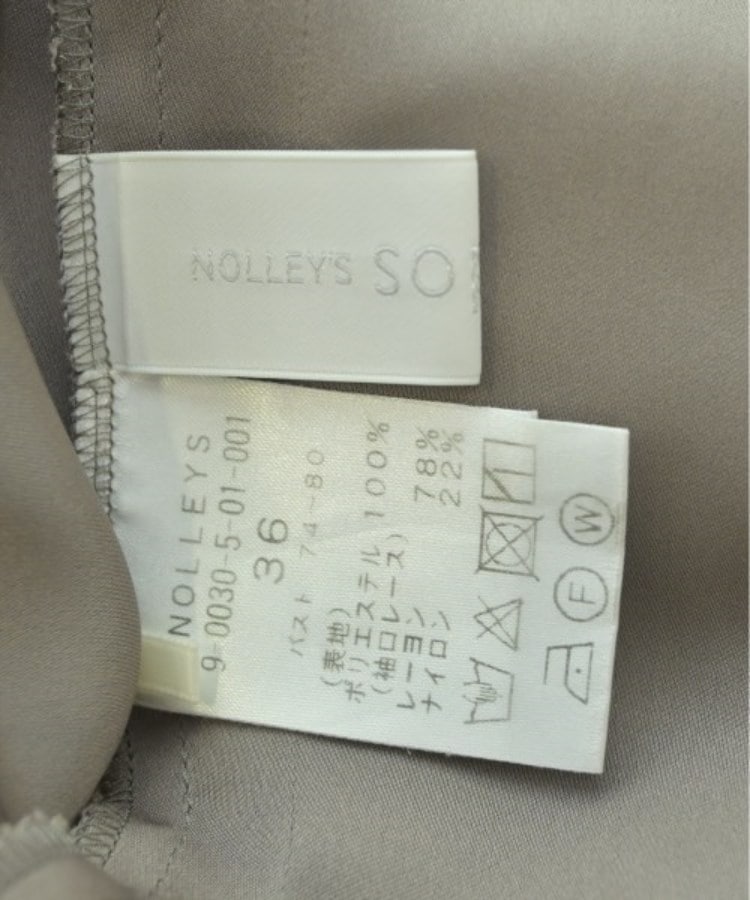 NOLLEY'S SO
NOLLEYS
9-0030-5-01-001
36
バスト 74~80
(表地)
ポリエステル 100%
(袖口レース)
レーヨン 78%
ナイロン 22%
W
F